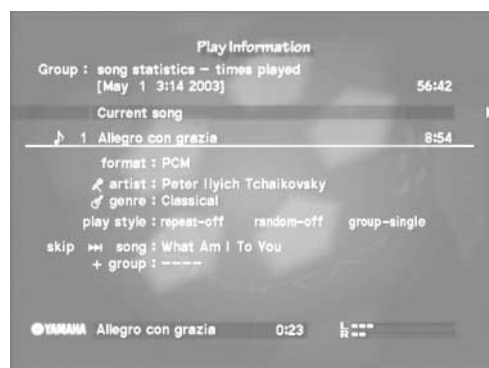 Play Information
Group : song statistics – times played
[May 1 3:14 2003] 56:42
Current song
1 Allegro con grazia 8:54
format : PCM
artist : Peter Ilyich Tchaikovsky
genre : Classical
play style : repeat-off random-off group-single
skip song : What Am I To You
+ group : ----
YAMAHA Allegro con grazia 0:23 L R